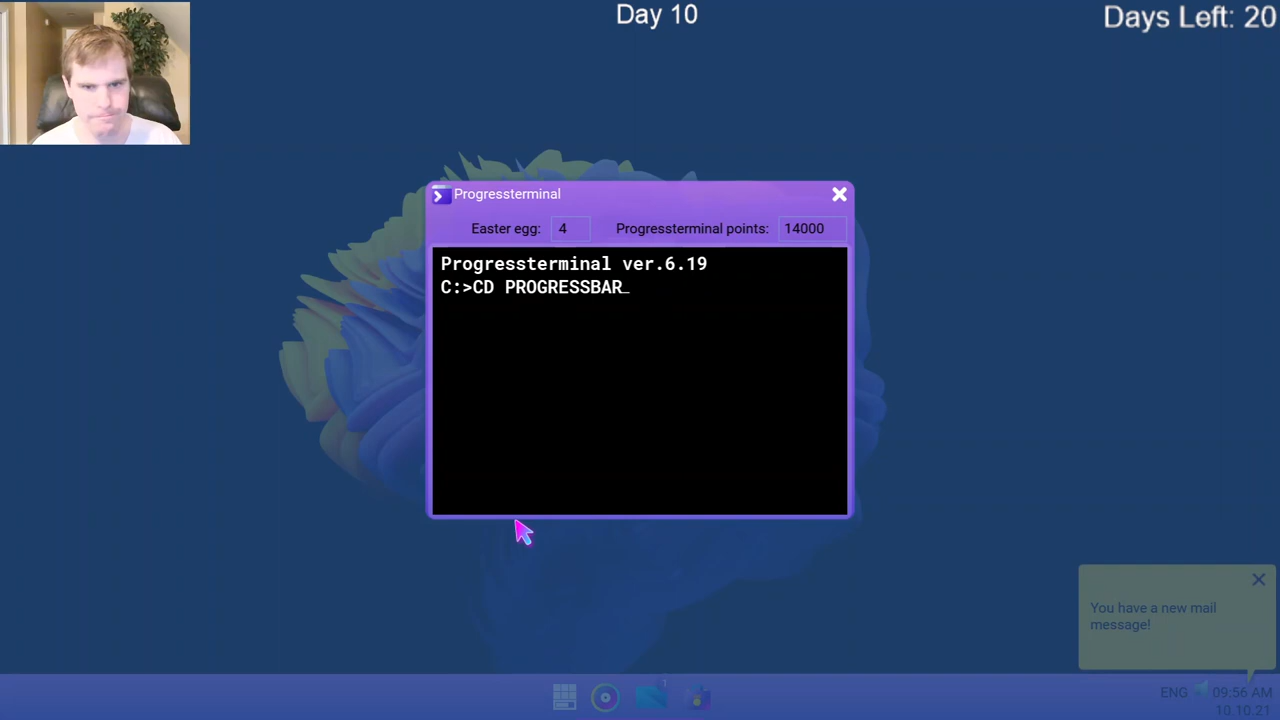 Day 10
Days Left: 20
Progressterminal
Easter egg: 4 Progressterminal points: 14000
Progressterminal ver.6.19
C:>CD PROGRESSBAR_
You have a new mail
message!
1
ENG 09:56 AM
10.10.21